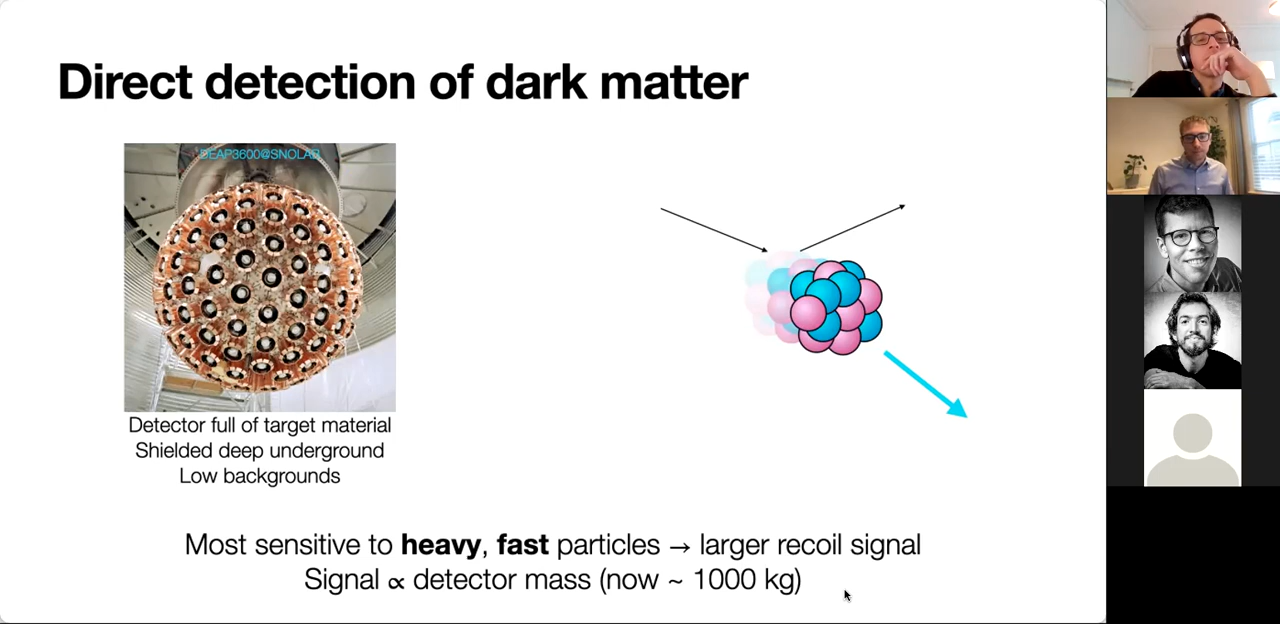 Direct detection of dark matter
DEAP3600@SNOLAB
Detector full of target material
Shielded deep underground
Low backgrounds
Most sensitive to heavy, fast particles → larger recoil signal
Signal ∝ detector mass (now ~ 1000 kg)